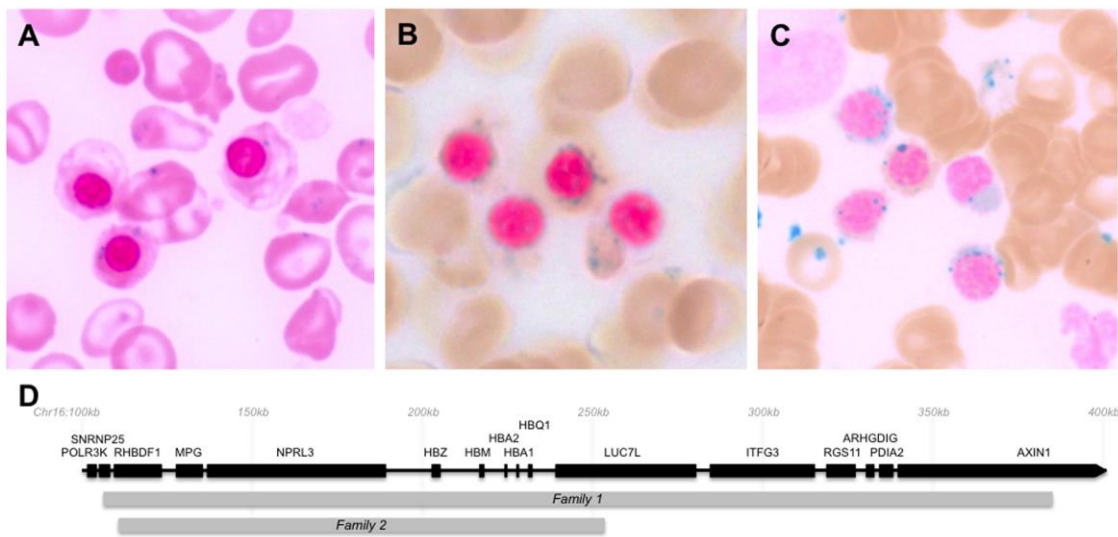 A
B
C
D
Chr16:100kb 150kb 200kb 250kb 300kb 350kb 400kb
HBQ1
SNRNP25 HBA2 ARHGDIG
POLR3K RHBDF1 MPG NPRL3 HBZ HBM HBA1 LUC7L ITFG3 RGS11 PDIA2 AXIN1
Family 1
Family 2